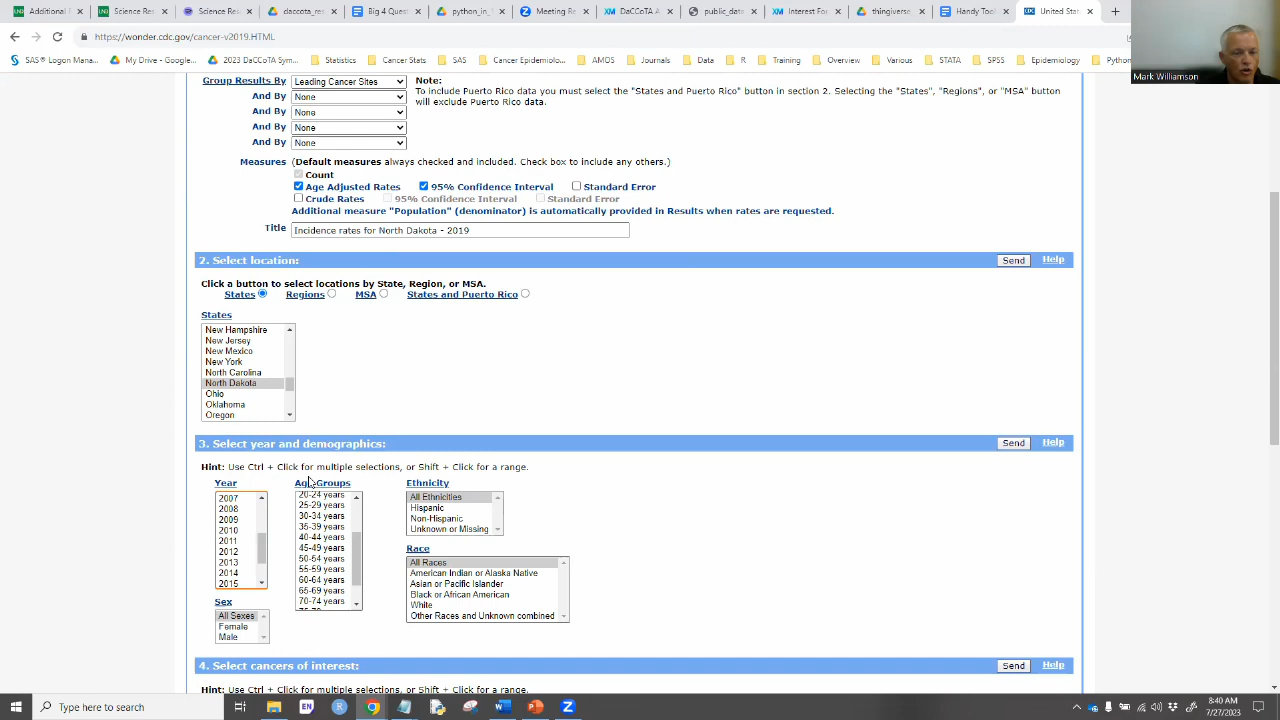 Additional I
Science Res
Science Res
daccota_res
Big 4.Quest
python_in_
Meeting Re
DaCCoTA A
public_date
Interest For
thingiverse
Handy Tool
United Stat
https://wonder.cdc.gov/cancer-v2019.HTML
SAS® Logon Mana...
My Drive - Google...
2023 DaCCoTA Sym...
Statistics
Cancer Stats
SAS
Cancer Epidemiolo...
AMOS
Journals
Data
R
Training
Overview
Various
STATA
SPSS
Epidemiology
Python
Mark Williamson
Group Results By
Leading Cancer Sites
And By
None
And By
None
And By
None
And By
None
Note:
To include Puerto Rico data you must select the "States and Puerto Rico" button in section 2. Selecting the "States", "Regions", or "MSA" button
will exclude Puerto Rico data.
Measures
(Default measures always checked and included. Check box to include any others.)
Count
Age Adjusted Rates
95% Confidence Interval
Standard Error
Crude Rates
95% Confidence Interval
Standard Error
Additional measure "Population" (denominator) is automatically provided in Results when rates are requested.
Title
Incidence rates for North Dakota - 2019
2. Select location:
Send
Help
Click a button to select locations by State, Region, or MSA.
States
Regions
MSA
States and Puerto Rico
States
New Hampshire
New Jersey
New Mexico
New York
North Carolina
North Dakota
Ohio
Oklahoma
Oregon
3. Select year and demographics:
Send
Help
Hint: Use Ctrl + Click for multiple selections, or Shift + Click for a range.
Year
2007
2008
2009
2010
2011
2012
2013
2014
2015
Sex
All Sexes
Female
Male
Age Groups
20-24 years
25-29 years
30-34 years
35-39 years
40-44 years
45-49 years
50-54 years
55-59 years
60-64 years
65-69 years
70-74 years
Ethnicity
All Ethnicities
Hispanic
Non-Hispanic
Unknown or Missing
Race
All Races
American Indian or Alaska Native
Asian or Pacific Islander
Black or African American
White
Other Races and Unknown combined
4. Select cancers of interest:
Send
Help
Hint: Use Ctrl + Click for multiple selections, or Shift + Click for a range.
Type here to search
EN
8:40 AM
7/27/2023